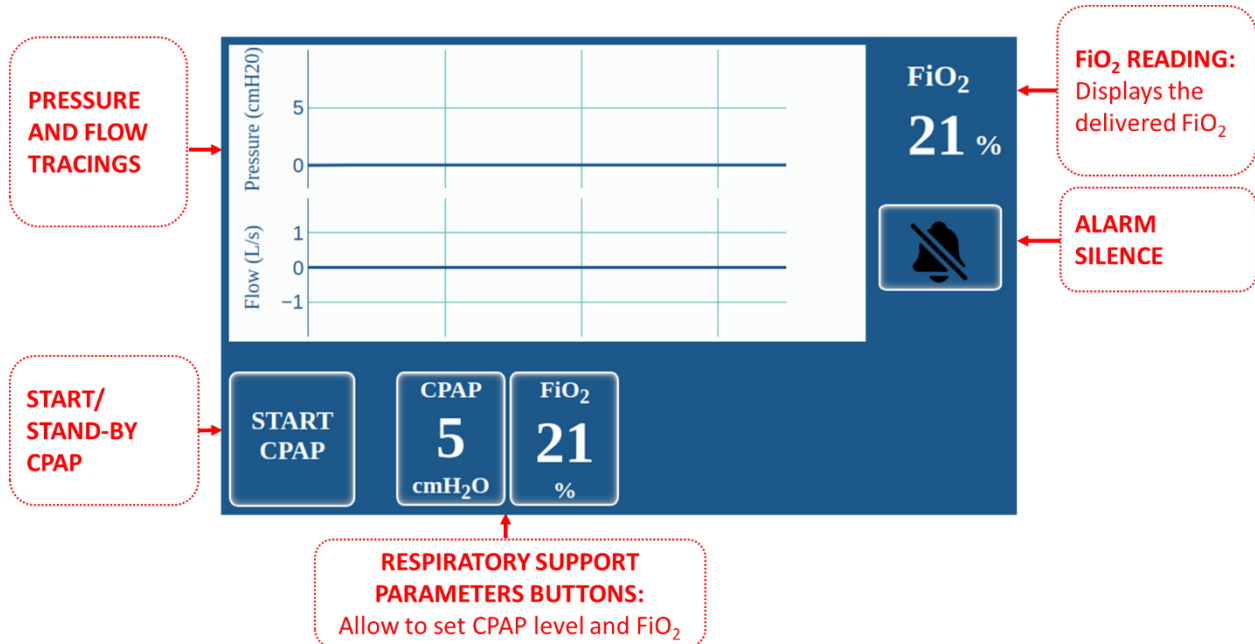 PRESSURE
AND FLOW
TRACINGS
Pressure (cmH20)
5
0
Flow (L/s)
1
0
−1
FiO₂
21 %
FiO₂ READING:
Displays the
delivered FiO₂
ALARM
SILENCE
START/
STAND-BY
CPAP
START
CPAP
CPAP
5
cmH₂O
FiO₂
21
%
RESPIRATORY SUPPORT
PARAMETERS BUTTONS:
Allow to set CPAP level and FiO₂